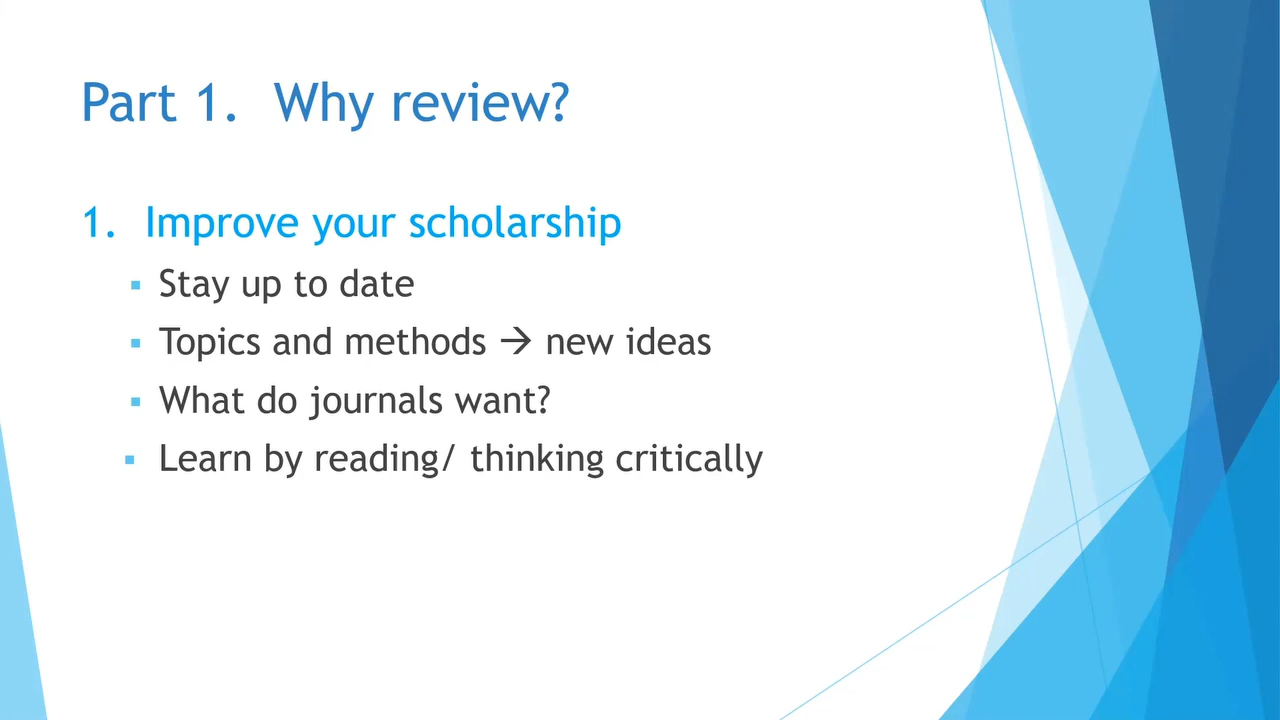 Part 1.  Why review?
1.  Improve your scholarship
▪ Stay up to date
▪ Topics and methods → new ideas
▪ What do journals want?
▪ Learn by reading/ thinking critically